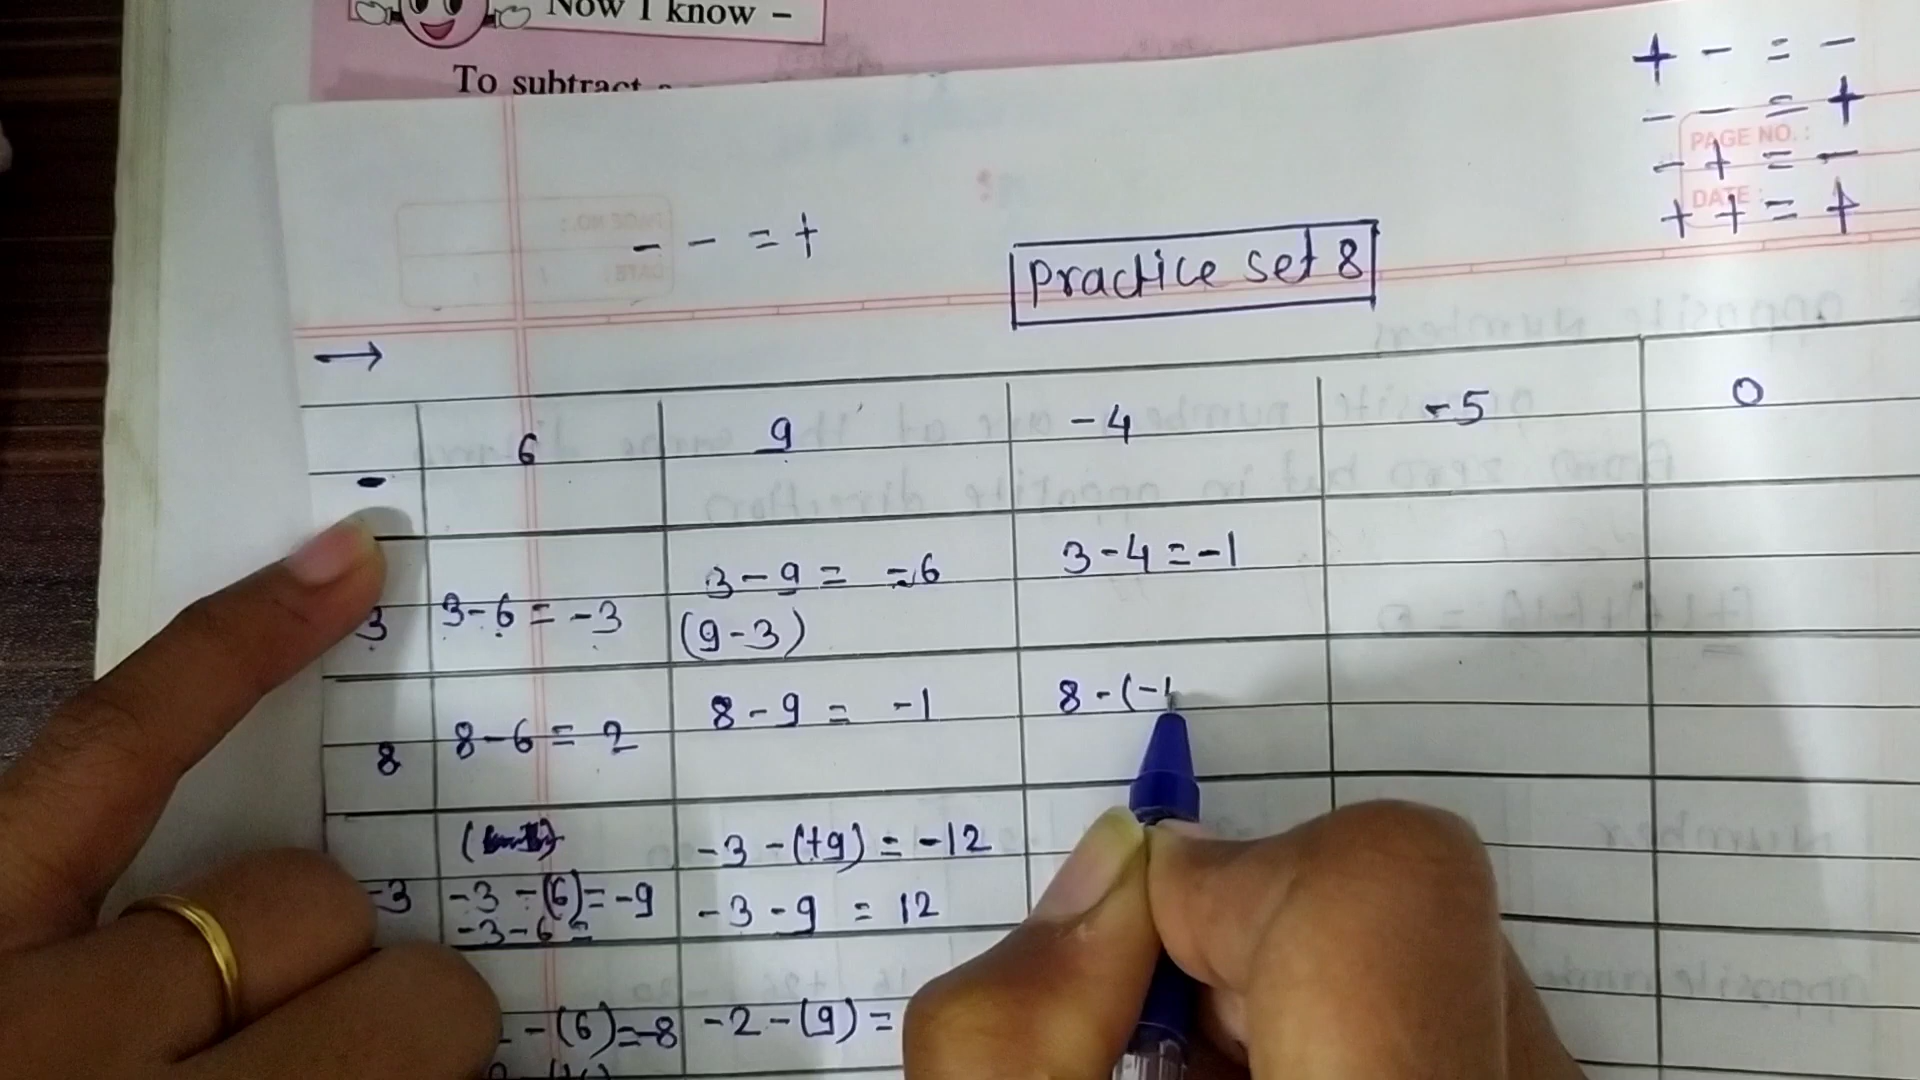 Now I know –
To subtract
+ - = -
- - = +
- + = -
+ + = +
PAGE NO. :
DATE :
- - = +
Practice set 8
→
- 6 9 -4 -5 0
3 3-6 = -3 3-9 = -6 3-4 = -1
(9-3)
8 8-6 = 2 8-9 = -1 8-(-
-3 - (+9) = -12
-3 -3 -(6) = -9 -3-9 = 12
-3-6 =
-(6) = -8 -2-(9) =